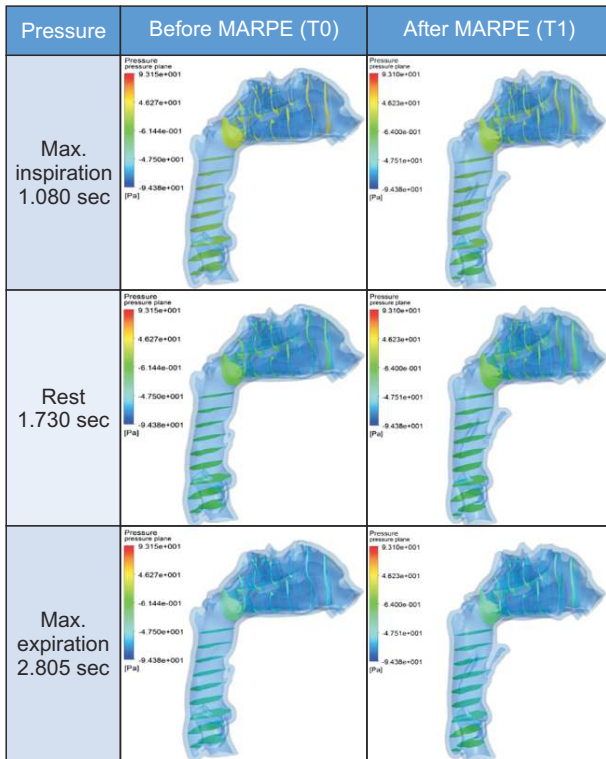 Pressure
Before MARPE (T0)
After MARPE (T1)
Max.
inspiration
1.080 sec
Pressure
pressure plane
9.315e+001
4.627e+001
-6.144e-001
-4.750e+001
-9.438e+001
[Pa]
Pressure
pressure plane
9.310e+001
4.623e+001
-6.400e-001
-4.751e+001
-9.438e+001
[Pa]
Rest
1.730 sec
Pressure
pressure plane
9.315e+001
4.627e+001
-6.144e+001
-4.750e+001
-9.438e+001
[Pa]
Pressure
pressure plane
9.310e+001
4.623e+001
-6.400e-001
-4.751e+001
-9.438e+001
[Pa]
Max.
expiration
2.805 sec
Pressure
pressure plane
9.315e+001
4.627e+001
-6.144e-001
-4.750e+001
-9.438e+001
[Pa]
Pressure
pressure plane
9.310e+001
4.623e+001
-6.400e-001
-4.751e+001
-9.438e+001
[Pa]